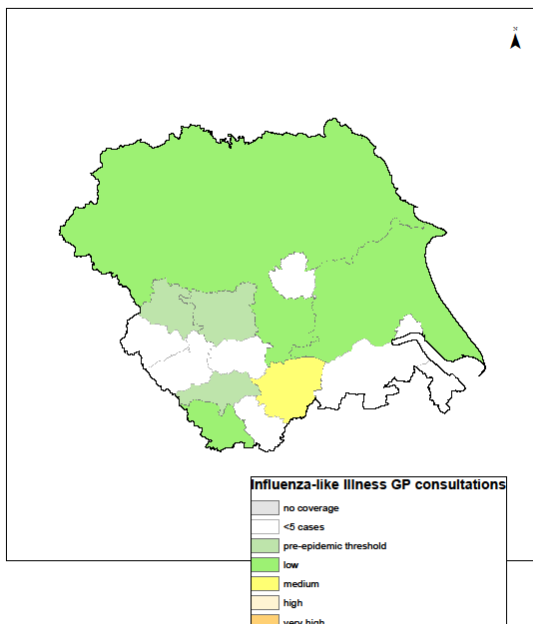 N
Influenza-like Illness GP consultations
no coverage
<5 cases
pre-epidemic threshold
low
medium
high
very high